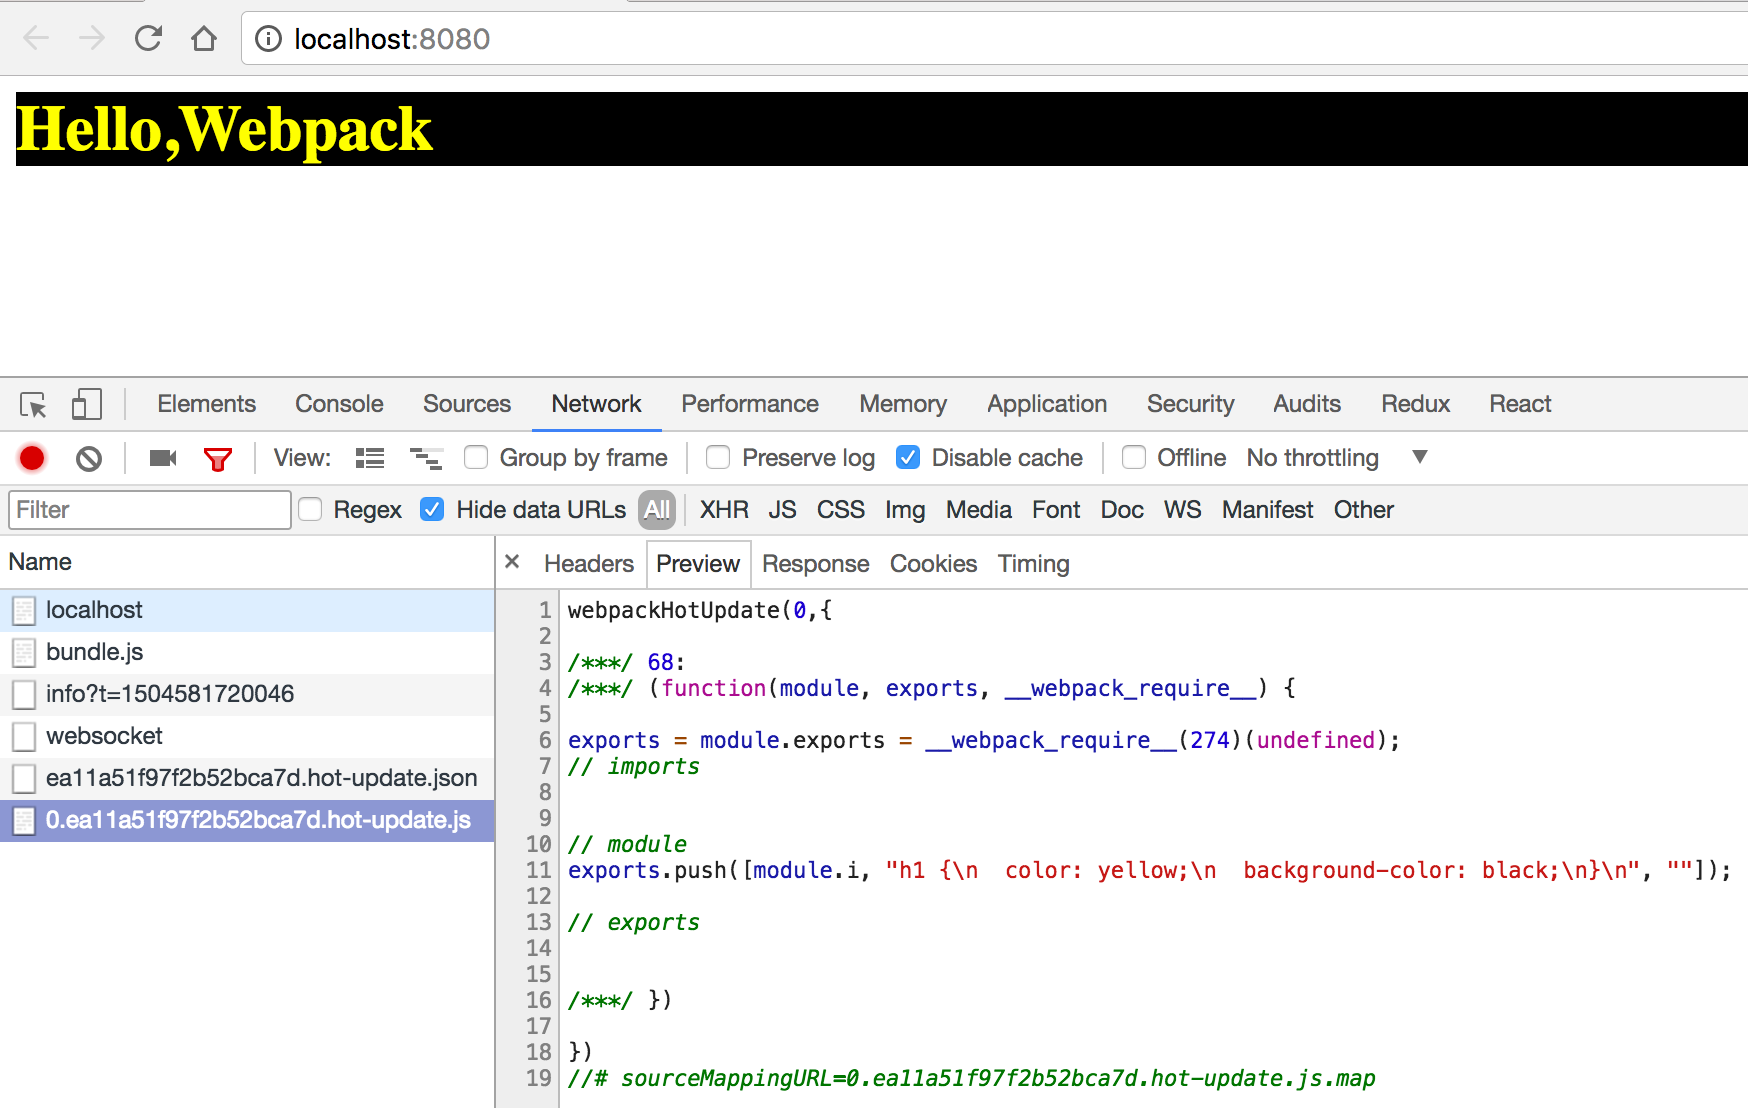 localhost:8080
Hello,Webpack
Elements Console Sources Network Performance Memory Application Security Audits Redux React
View: Group by frame Preserve log Disable cache Offline No throttling
Filter Regex Hide data URLs All XHR JS CSS Img Media Font Doc WS Manifest Other
Name
localhost
bundle.js
info?t=1504581720046
websocket
ea11a51f97f2b52bca7d.hot-update.json
0.ea11a51f97f2b52bca7d.hot-update.js
× Headers Preview Response Cookies Timing
1 webpackHotUpdate(0,{
2
3 /***/ 68:
4 /***/ (function(module, exports, __webpack_require__) {
5
6 exports = module.exports = __webpack_require__(274)(undefined);
7 // imports
8
9
10 // module
11 exports.push([module.i, "h1 {\n  color: yellow;\n  background-color: black;\n}\n", ""]);
12
13 // exports
14
15
16 /***/ })
17
18 })
19 //# sourceMappingURL=0.ea11a51f97f2b52bca7d.hot-update.js.map